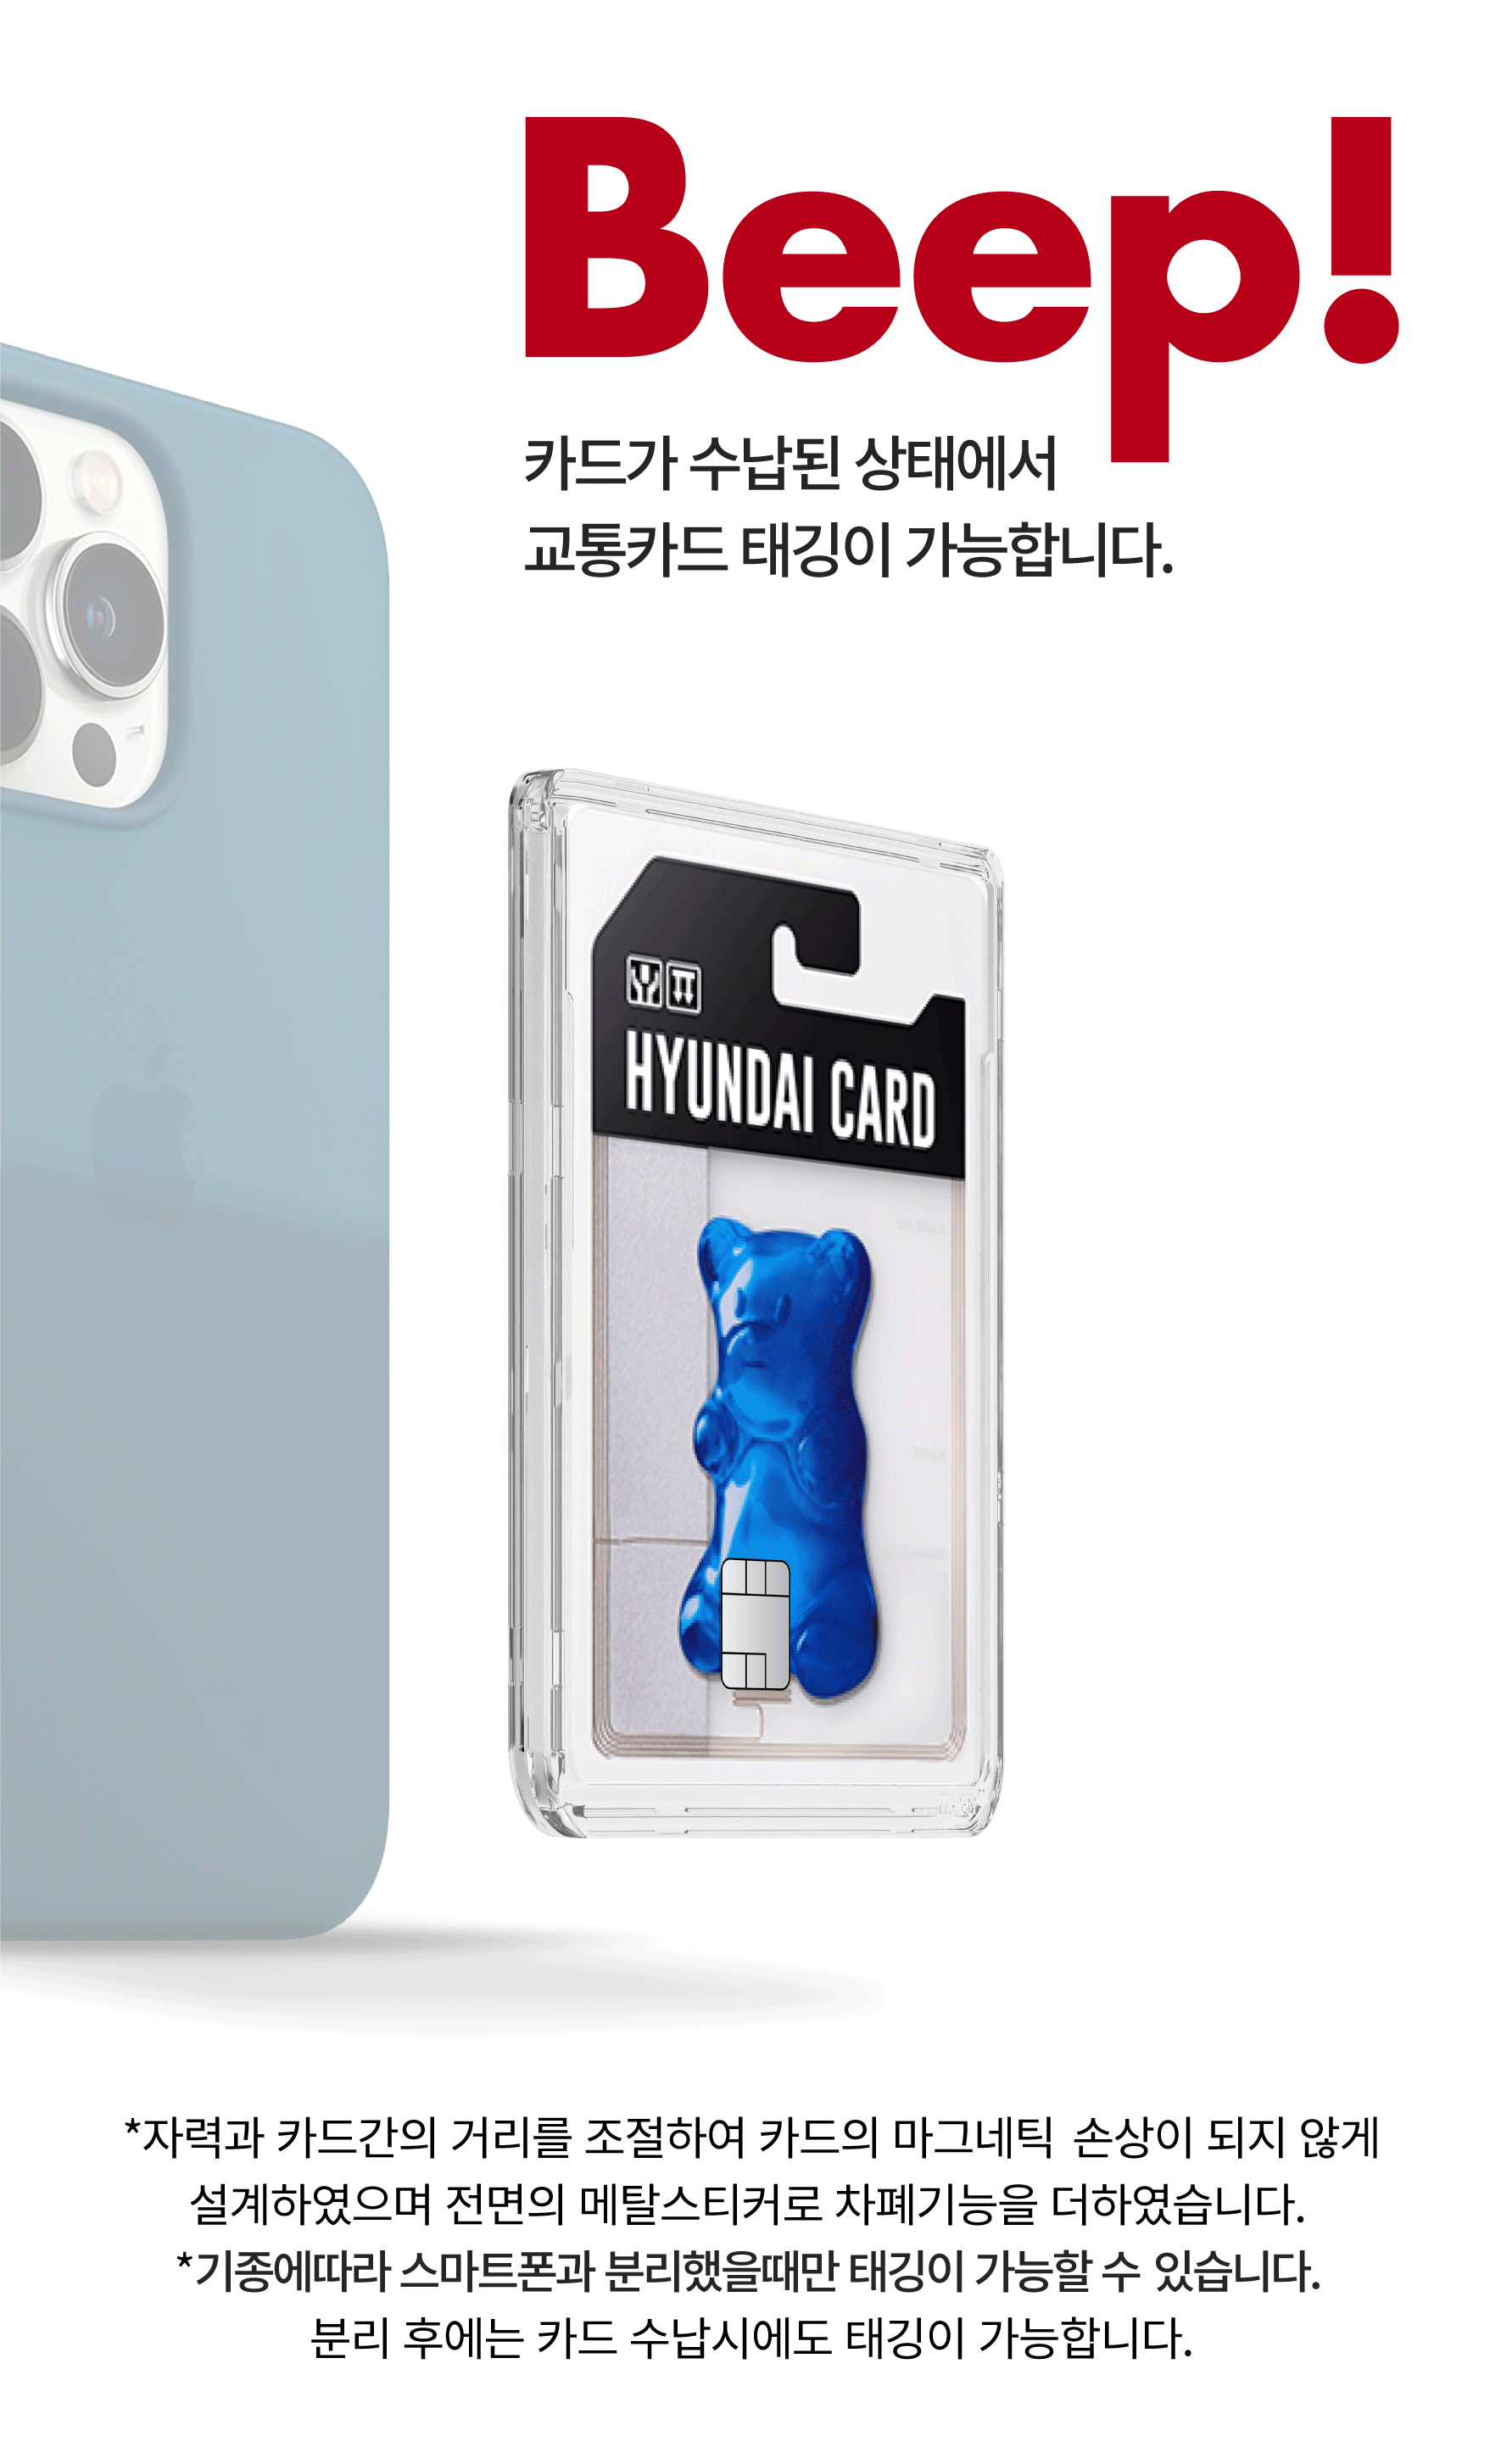 Beep!
카드가 수납된 상태에서
교통카드 태깅이 가능합니다.
HYUNDAI CARD
CARD NO
NAME
*자력과 카드간의 거리를 조절하여 카드의 마그네틱 손상이 되지 않게
설계하였으며 전면의 메탈스티커로 차폐기능을 더하였습니다.
*기종에따라 스마트폰과 분리했을때만 태깅이 가능할 수 있습니다.
분리 후에는 카드 수납시에도 태깅이 가능합니다.